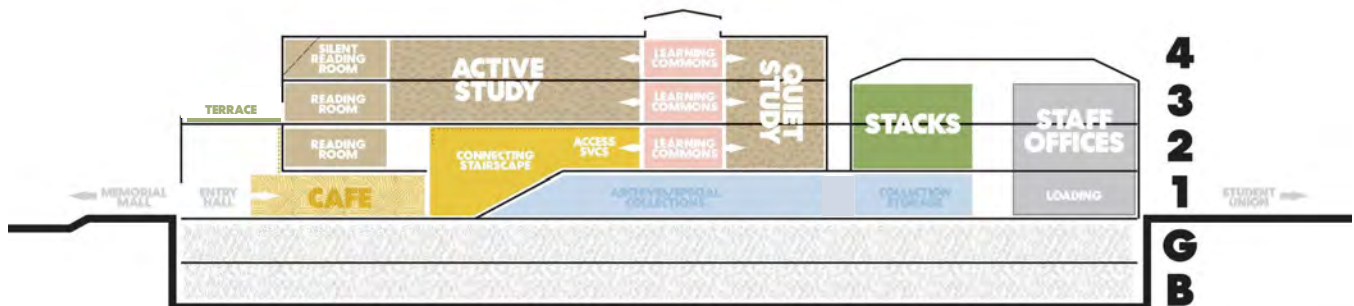 SILENT
READING
ROOM
ACTIVE
STUDY
LEARNING
COMMONS
QUIET
STUDY
4
TERRACE
READING
ROOM
LEARNING
COMMONS
STACKS
STAFF
OFFICES
3
READING
ROOM
CONNECTING
STAIRSCAPE
ACCESS
SVCS
LEARNING
COMMONS
2
MEMORIAL
MALL
ENTRY
HALL
CAFE
ARCHIVES/SPECIAL
COLLECTIONS
COLLECTION
STORAGE
LOADING
1
STUDENT
UNION
G
B